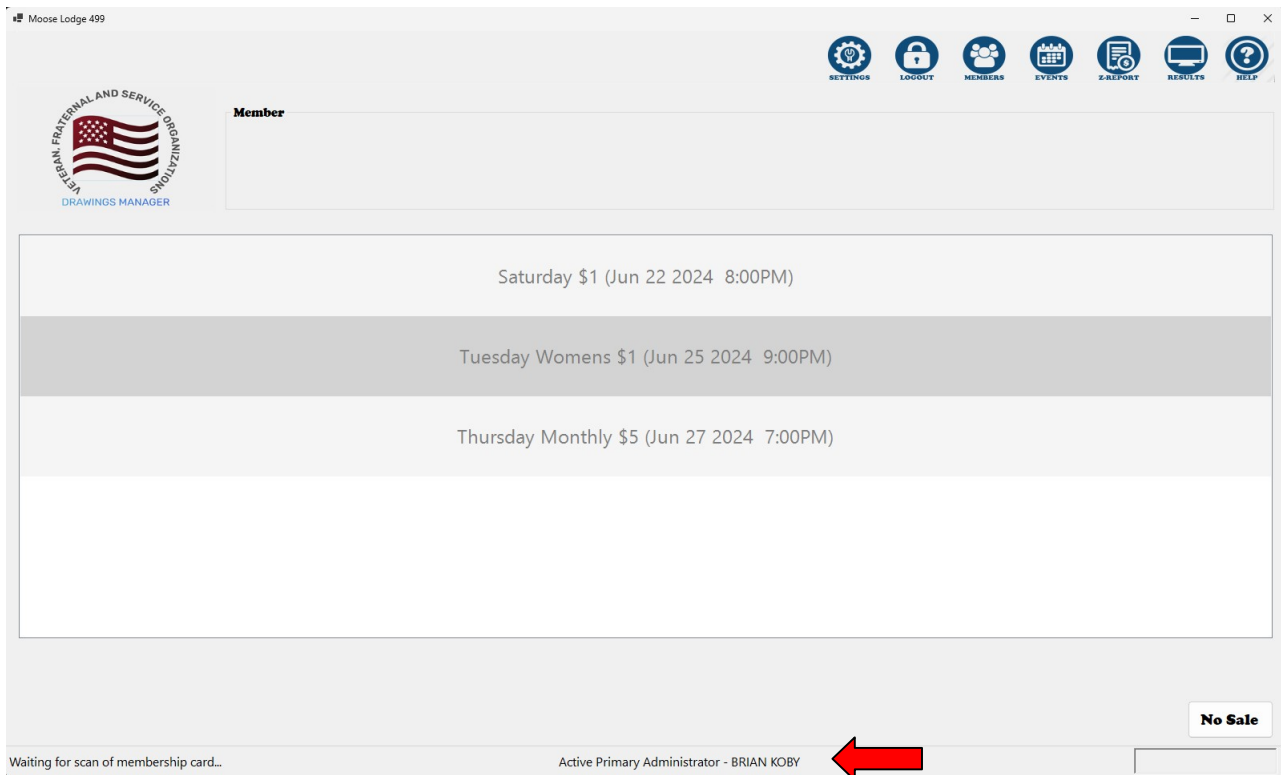 Moose Lodge 499
SETTINGS
LOGOUT
MEMBERS
EVENTS
Z-REPORT
RESULTS
HELP
VETERAN, FRATERNAL AND SERVICE ORGANIZATIONS
DRAWINGS MANAGER
Member
Saturday $1 (Jun 22 2024 8:00PM)
Tuesday Womens $1 (Jun 25 2024 9:00PM)
Thursday Monthly $5 (Jun 27 2024 7:00PM)
No Sale
Waiting for scan of membership card...
Active Primary Administrator - BRIAN KOBY